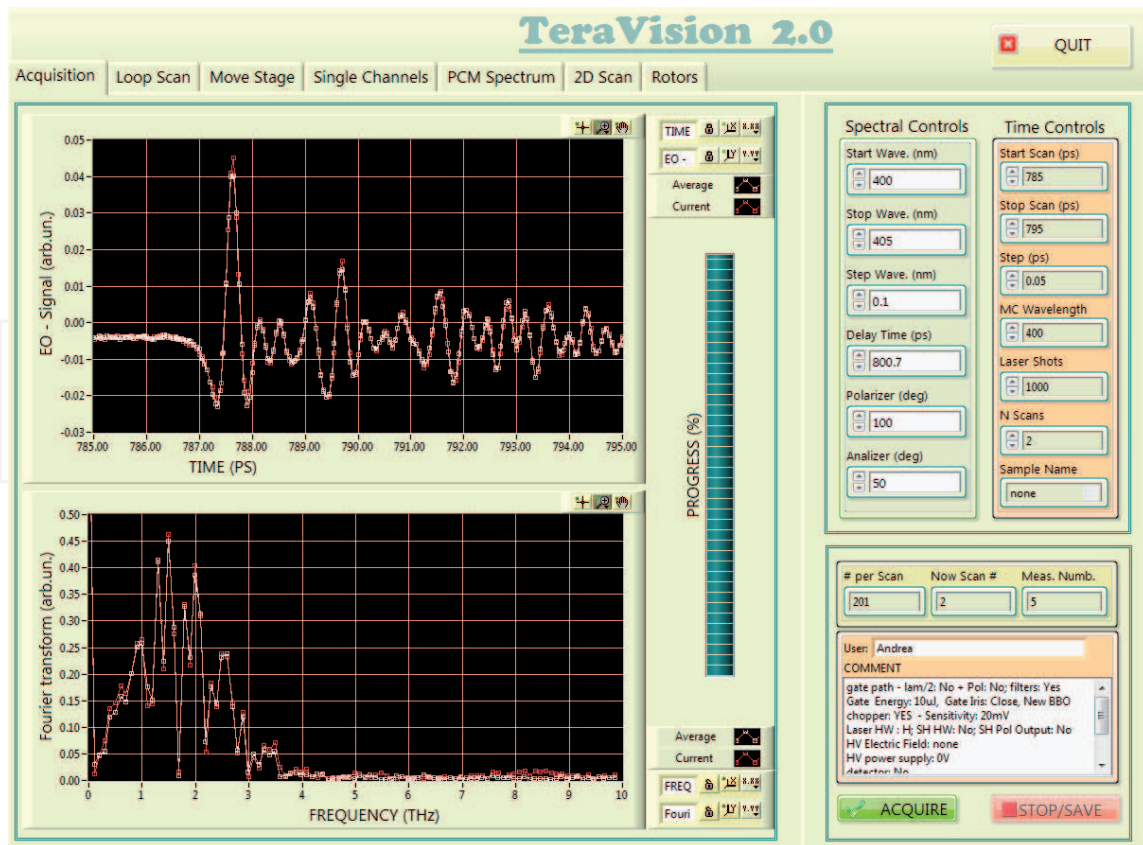 TeraVision 2.0
QUIT
Acquisition Loop Scan Move Stage Single Channels PCM Spectrum 2D Scan Rotors
EO - Signal (arb.un.)
0.05
0.04
0.03
0.02
0.01
0.00
-0.01
-0.02
-0.03
785.00 786.00 787.00 788.00 789.00 790.00 791.00 792.00 793.00 794.00 795.00
TIME (PS)
TIME
EO -
Average
Current
PROGRESS (%)
Fourier transform (arb.un.)
0.50
0.45
0.40
0.35
0.30
0.25
0.20
0.15
0.10
0.05
0.00
0 1 2 3 4 5 6 7 8 9 10
FREQUENCY (THz)
Average
Current
FREQ
Fouri
Spectral Controls
Start Wave. (nm)
400
Stop Wave. (nm)
405
Step Wave. (nm)
0.1
Delay Time (ps)
800.7
Polarizer (deg)
100
Analizer (deg)
50
Time Controls
Start Scan (ps)
785
Stop Scan (ps)
795
Step (ps)
0.05
MC Wavelength
400
Laser Shots
1000
N Scans
2
Sample Name
none
# per Scan Now Scan # Meas. Numb.
201 2 5
User: Andrea
COMMENT
gate path - lam/2: No + Pol: No; filters: Yes
Gate Energy: 10uJ, Gate Iris: Close, New BBO
chopper: YES - Sensitivity: 20mV
Laser HW : H; SH HW: No; SH Pol Output: No
HV Electric Field: none
HV power supply: 0V
detector: No
ACQUIRE STOP/SAVE